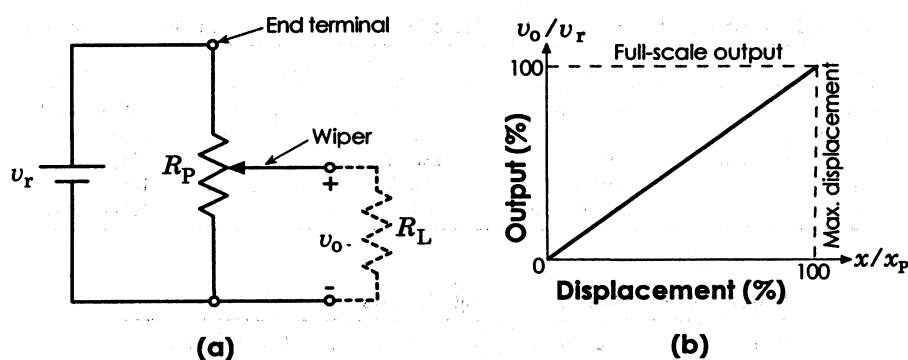 End terminal
Wiper
v_r
R_P
+
v_o
R_L
-
(a)
v_o/v_r
100
Full-scale output
Output (%)
Max. displacement
0
100
x/x_P
Displacement (%)
(b)